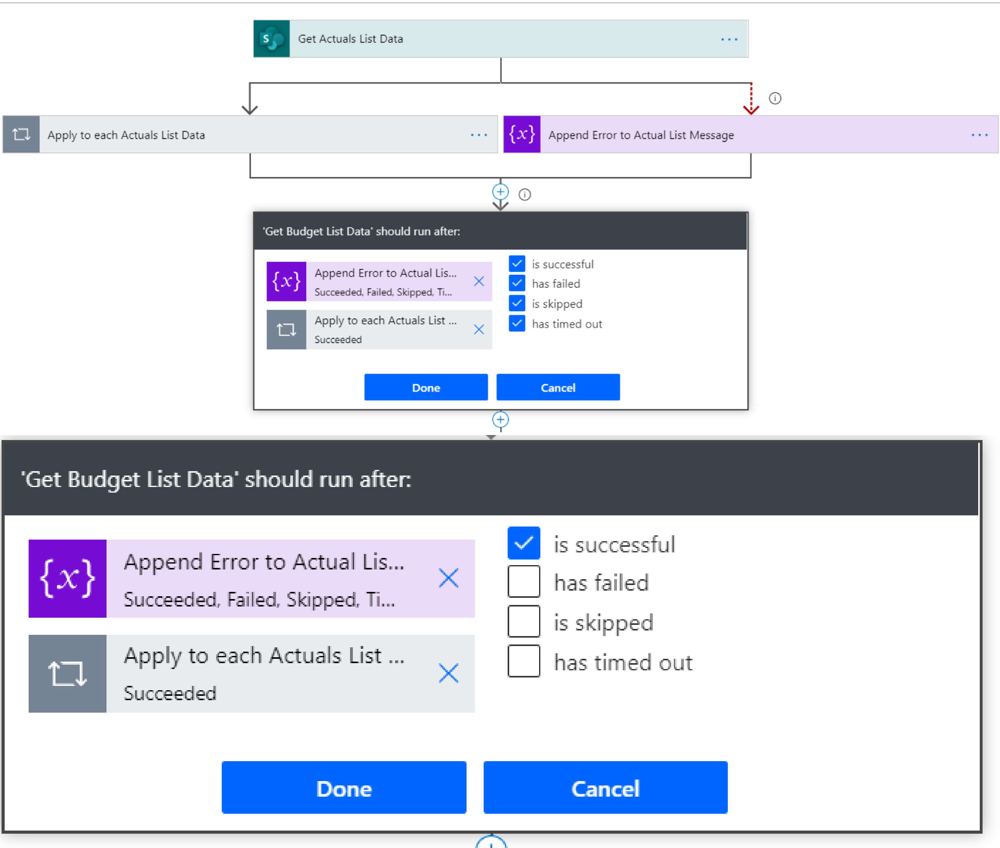 Get Actuals List Data
Apply to each Actuals List Data
{x} Append Error to Actual List Message
'Get Budget List Data' should run after:
{x} Append Error to Actual Lis...
Succeeded, Failed, Skipped, Ti...
Apply to each Actuals List ...
Succeeded
is successful
has failed
is skipped
has timed out
Done
Cancel
'Get Budget List Data' should run after:
{x} Append Error to Actual Lis...
Succeeded, Failed, Skipped, Ti...
Apply to each Actuals List ...
Succeeded
is successful
has failed
is skipped
has timed out
Done
Cancel